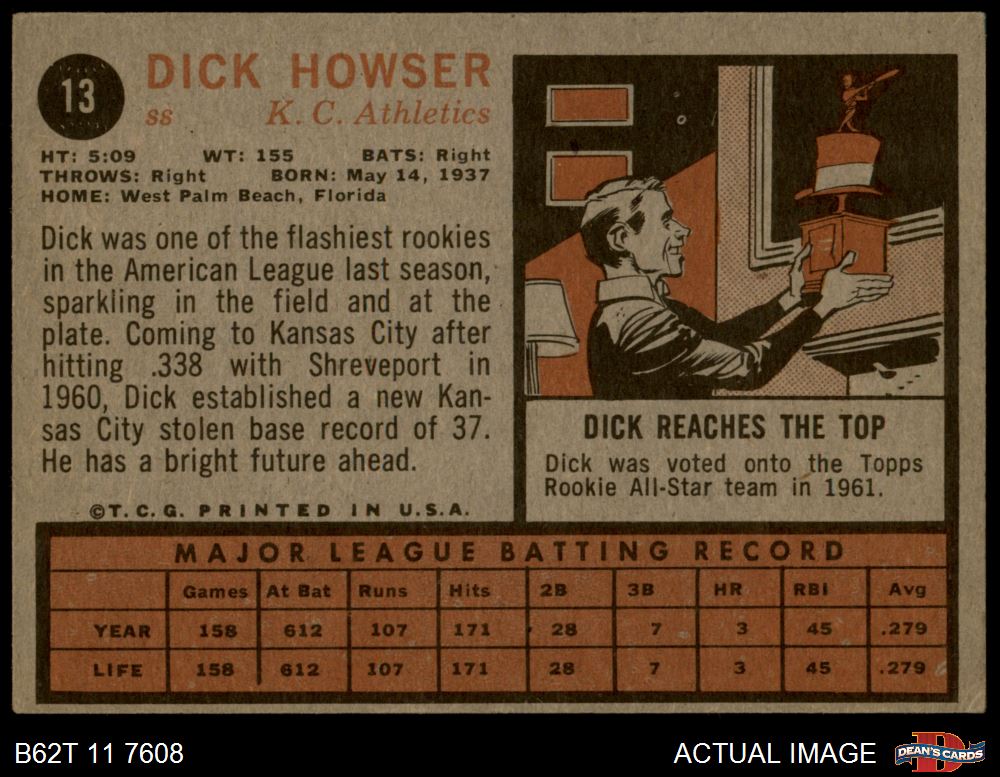 13
DICK HOWSER
SS K. C. Athletics
HT: 5:09 WT: 155 BATS: Right
THROWS: Right BORN: May 14, 1937
HOME: West Palm Beach, Florida
Dick was one of the flashiest rookies
in the American League last season,
sparkling in the field and at the
plate. Coming to Kansas City after
hitting .338 with Shreveport in
1960, Dick established a new Kan-
sas City stolen base record of 37.
He has a bright future ahead.
©T.C.G. PRINTED IN U.S.A.
DICK REACHES THE TOP
Dick was voted onto the Topps
Rookie All-Star team in 1961.
MAJOR LEAGUE BATTING RECORD
Games At Bat Runs Hits 2B 3B HR RBI Avg
YEAR 158 612 107 171 28 7 3 45 .279
LIFE 158 612 107 171 28 7 3 45 .279
B62T 11 7608
ACTUAL IMAGE
D
DEAN'S CARDS